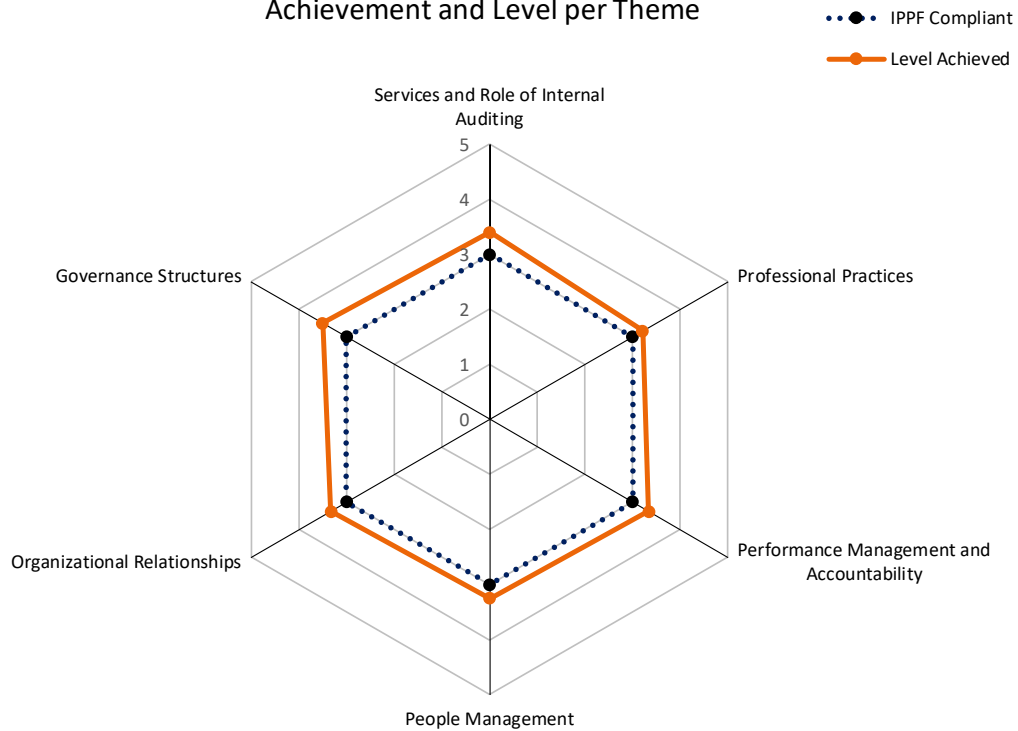 Achievement and Level per Theme
IPPF Compliant
Level Achieved
Services and Role of Internal
Auditing
5
4
3
2
1
0
Professional Practices
Performance Management and
Accountability
People Management
Organizational Relationships
Governance Structures